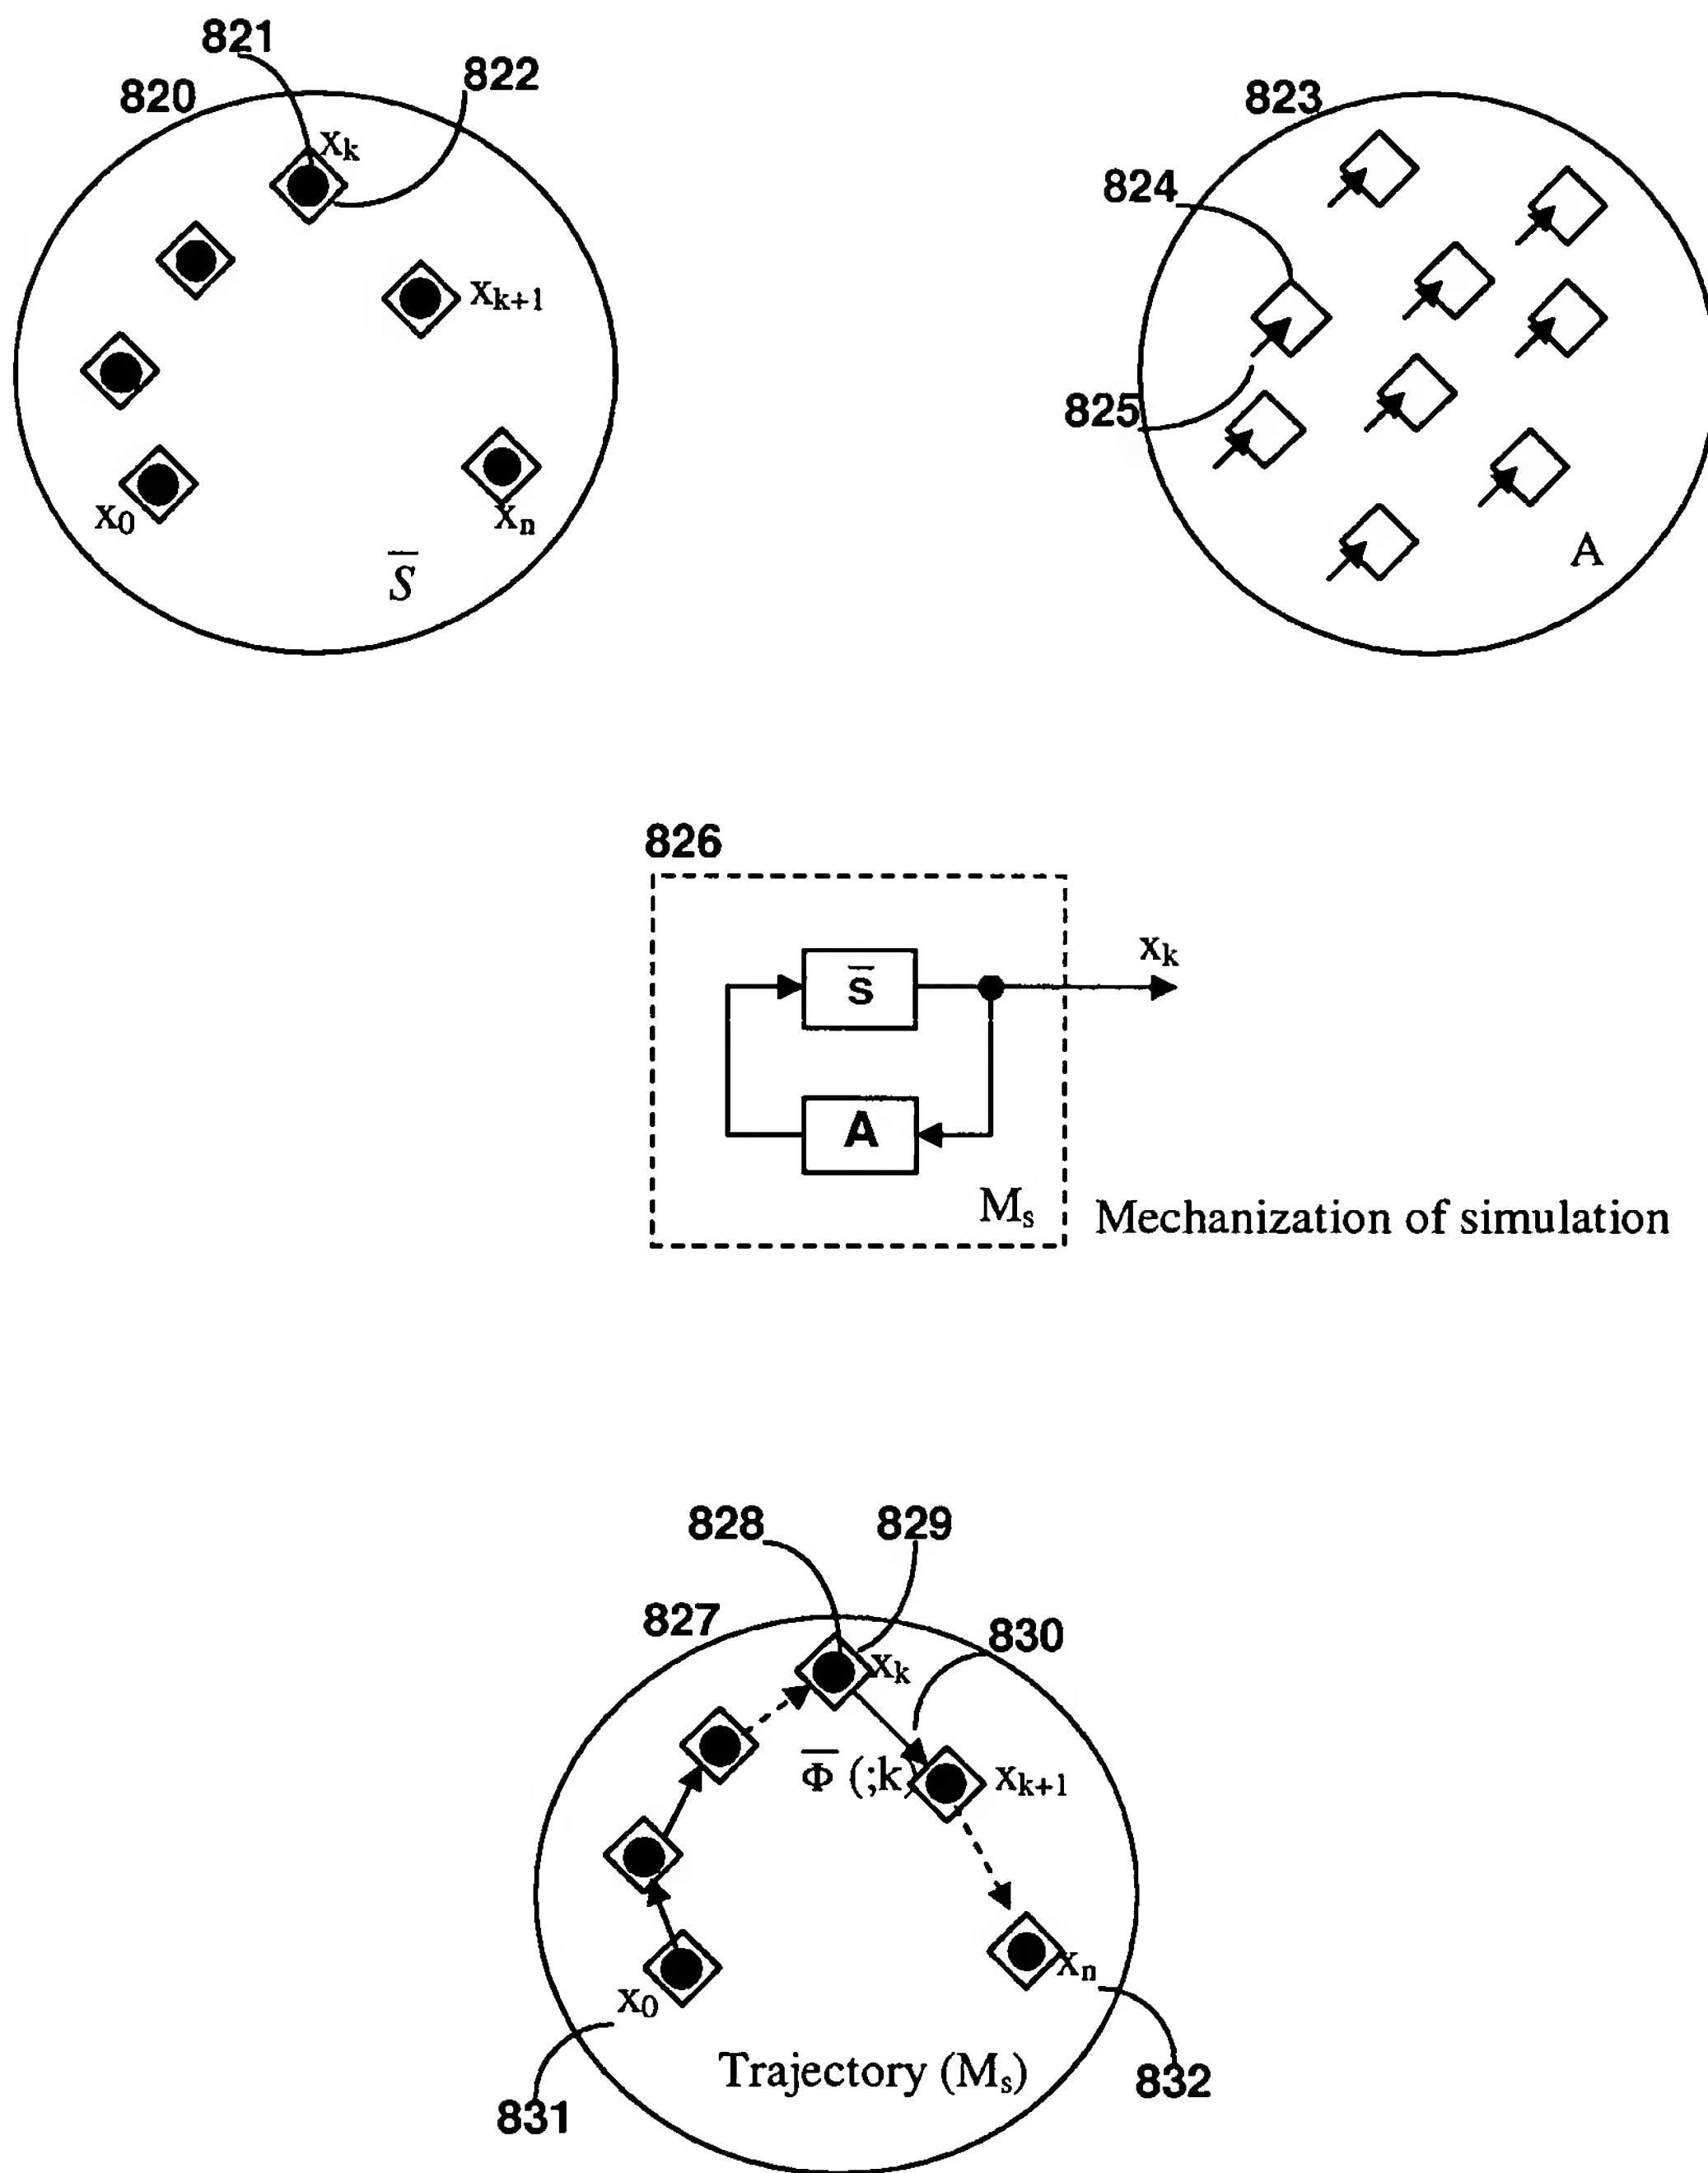 821
822
820
xk
xk+1
x0
xn
S̅
823
824
825
A
826
s̅
xk
A
Ms
Mechanization of simulation
828
829
827
830
xk
Φ̅ (;k)
xk+1
xn
x0
Trajectory (Ms)
831
832